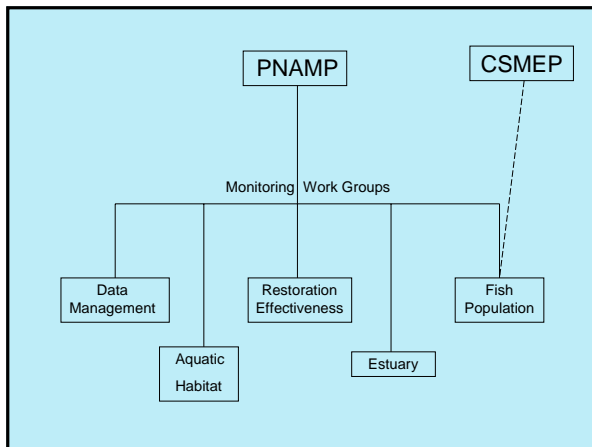 PNAMP
CSMEP
Monitoring Work Groups
Data
Management
Restoration
Effectiveness
Fish
Population
Aquatic
Habitat
Estuary